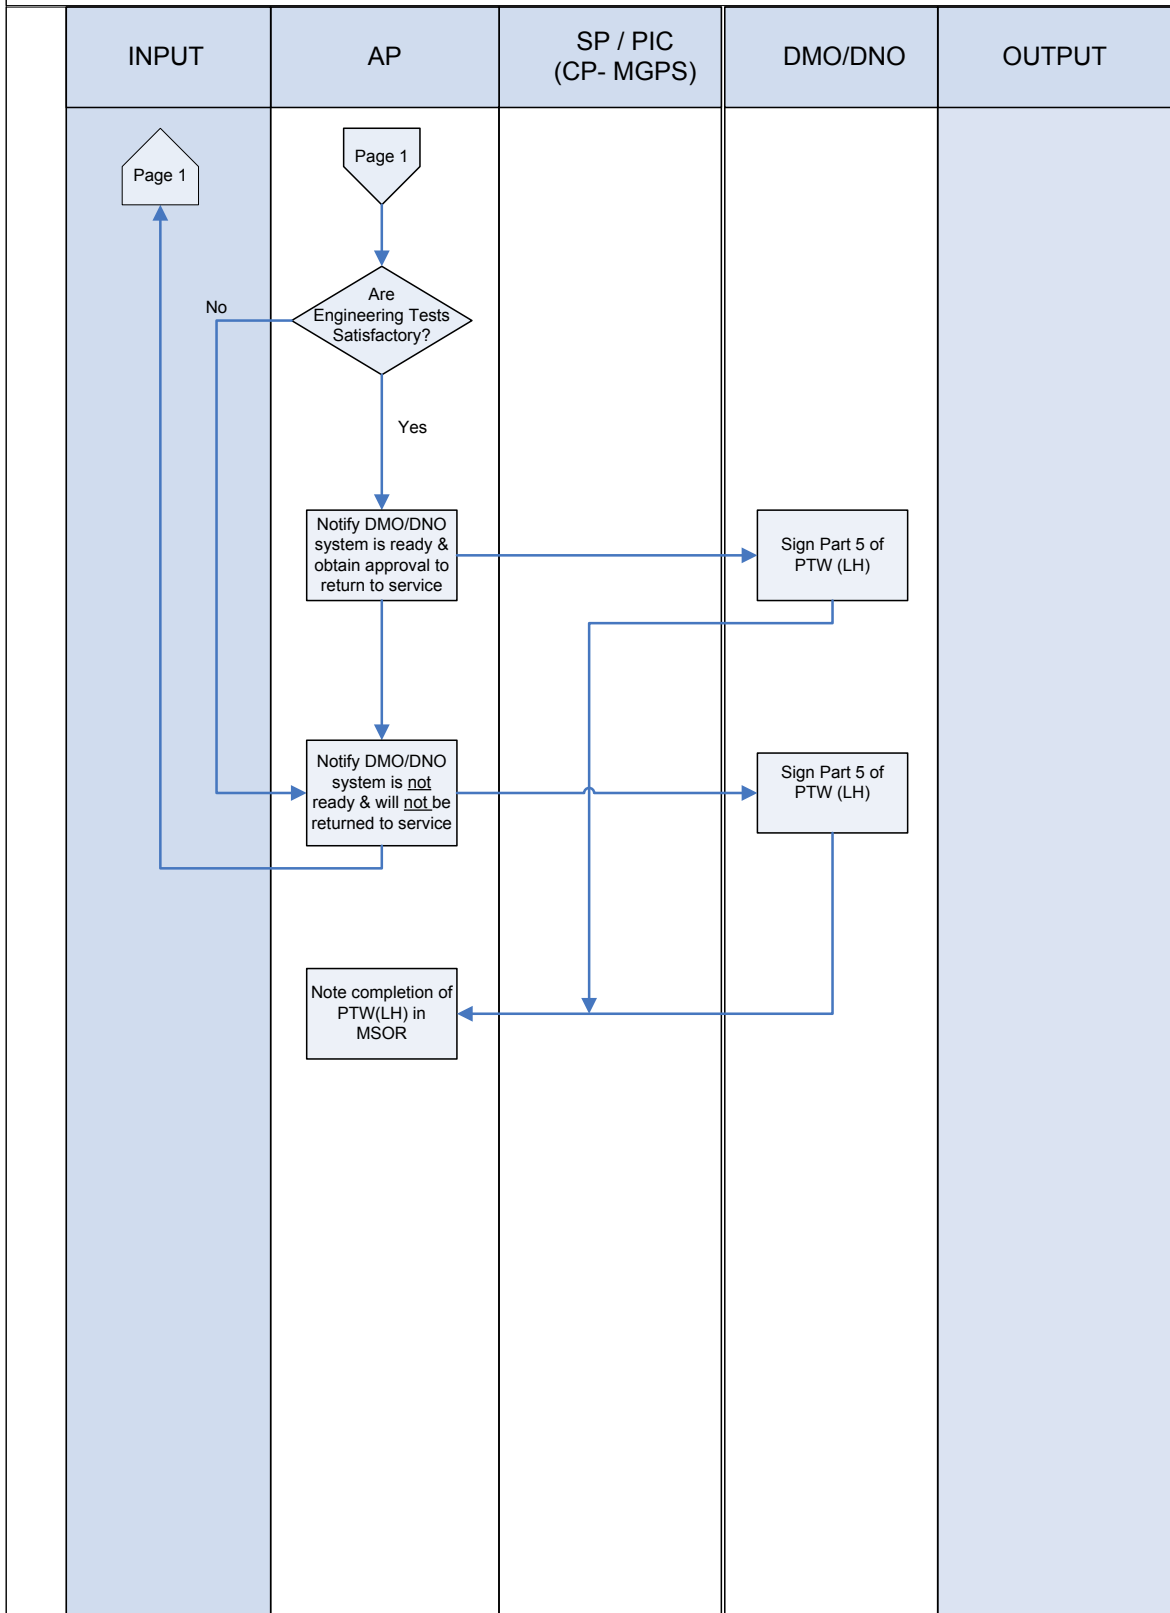 INPUT
AP
SP / PIC
(CP- MGPS)
DMO/DNO
OUTPUT
Page 1
Page 1
Are
Engineering Tests
Satisfactory?
No
Yes
Notify DMO/DNO
system is ready &
obtain approval to
return to service
Sign Part 5 of
PTW (LH)
Notify DMO/DNO
system is not
ready & will not be
returned to service
Sign Part 5 of
PTW (LH)
Note completion of
PTW(LH) in
MSOR